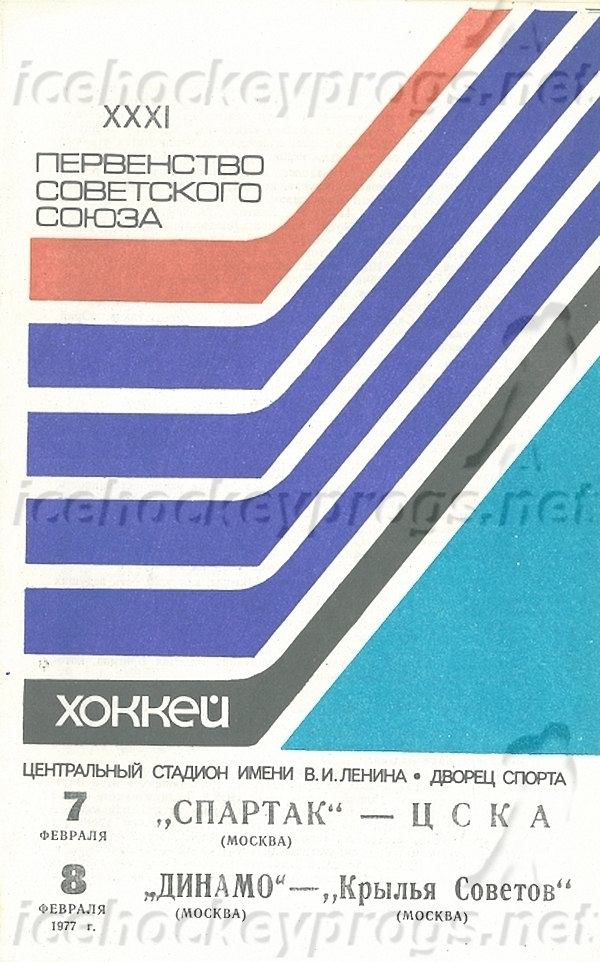 icehockeyprogs.net
XXXI
ПЕРВЕНСТВО
СОВЕТСКОГО
СОЮЗА
icehockeyprogs.net
ХОККЕЙ
ЦЕНТРАЛЬНЫЙ СТАДИОН ИМЕНИ В.И.ЛЕНИНА • ДВОРЕЦ СПОРТА
7 „СПАРТАК“ — ЦСКА
ФЕВРАЛЯ (МОСКВА)
8 „ДИНАМО“ — „Крылья Советов“
ФЕВРАЛЯ (МОСКВА) (МОСКВА)
1977 г.
icehockeyprogs.net